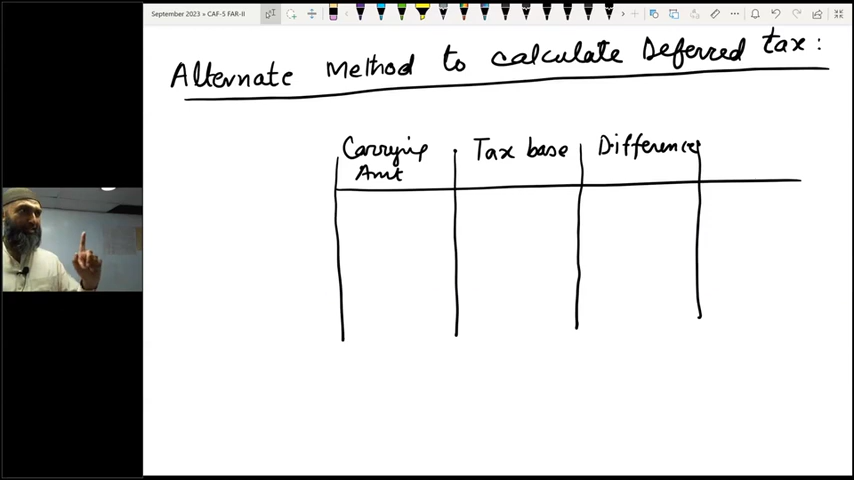 September 2023 » CAF-5 FAR-II
Alternate Method to calculate Deferred tax :
Carrying Amt
Tax base
Difference